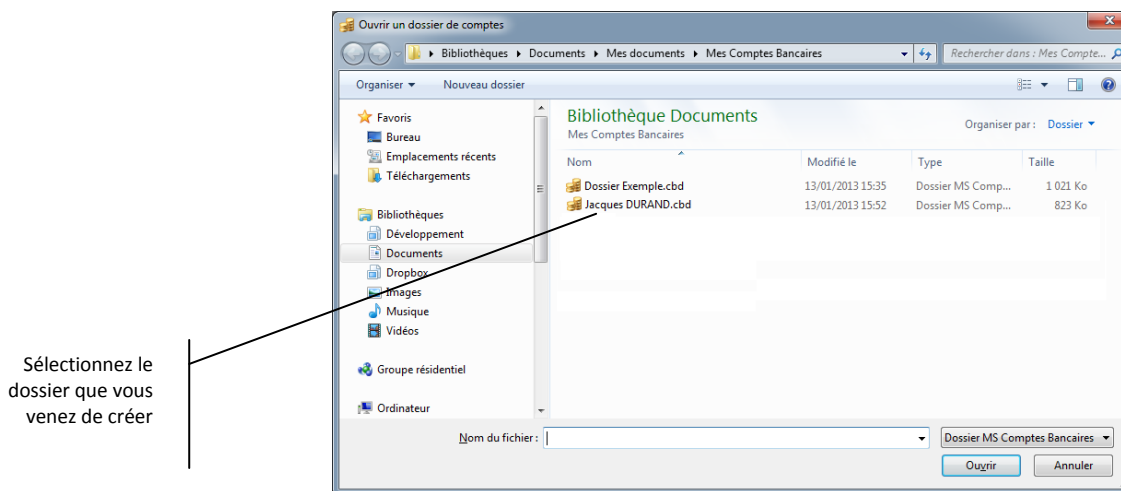 Ouvrir un dossier de comptes
Bibliothèques Documents Mes documents Mes Comptes Bancaires
Rechercher dans : Mes Compte...
Organiser Nouveau dossier
Favoris
Bureau
Emplacements récents
Téléchargements
Bibliothèques
Développement
Documents
Dropbox
Images
Musique
Vidéos
Groupe résidentiel
Ordinateur
Bibliothèque Documents
Mes Comptes Bancaires
Organiser par : Dossier
Nom Modifié le Type Taille
Dossier Exemple.cbd 13/01/2013 15:35 Dossier MS Comp... 1 021 Ko
Jacques DURAND.cbd 13/01/2013 15:52 Dossier MS Comp... 823 Ko
Sélectionnez le
dossier que vous
venez de créer
Nom du fichier :
Dossier MS Comptes Bancaires
Ouvrir Annuler